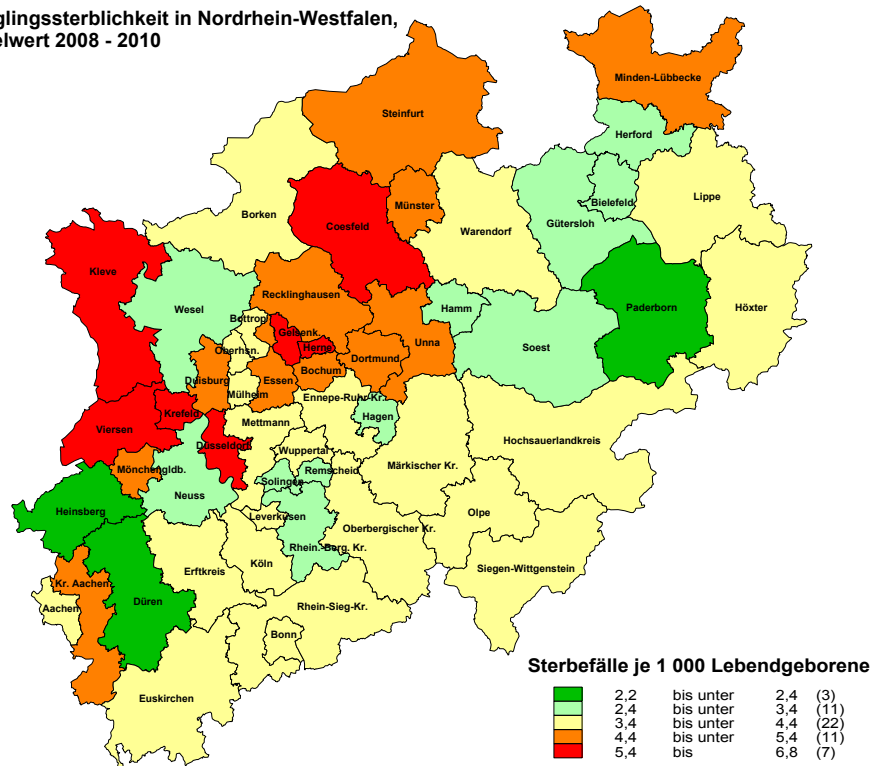 glingssterblichkeit in Nordrhein-Westfalen,
elwert 2008 - 2010
Minden-Lübbecke
Steinfurt
Herford
Bielefeld
Lippe
Münster
Borken
Coesfeld
Gütersloh
Warendorf
Kleve
Recklinghausen
Wesel
Hamm
Paderborn
Höxter
Bottrop
Gelsenk.
Herne
Unna
Soest
Oberhsn.
Dortmund
Bochum
Duisburg
Essen
Mülheim
Ennepe-Ruhr-Kr.
Krefeld
Hagen
Mettmann
Viersen
Düsseldorf
Hochsauerlandkreis
Wuppertal
Mönchengldb.
Märkischer Kr.
Remscheid
Solingen
Neuss
Heinsberg
Leverkusen
Olpe
Oberbergischer Kr.
Rhein.-Berg. Kr.
Köln
Erftkreis
Siegen-Wittgenstein
Kr. Aachen
Düren
Aachen
Rhein-Sieg-Kr.
Bonn
Euskirchen
Sterbefälle je 1 000 Lebendgeborene
2,2 bis unter 2,4 (3)
2,4 bis unter 3,4 (11)
3,4 bis unter 4,4 (22)
4,4 bis unter 5,4 (11)
5,4 bis 6,8 (7)